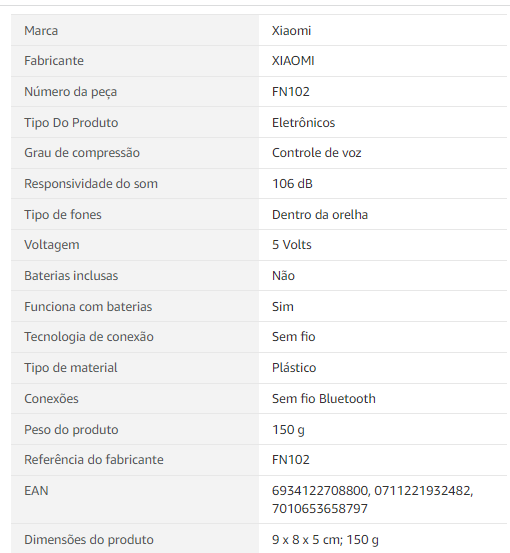 Marca Xiaomi
Fabricante XIAOMI
Número da peça FN102
Tipo Do Produto Eletrônicos
Grau de compressão Controle de voz
Responsividade do som 106 dB
Tipo de fones Dentro da orelha
Voltagem 5 Volts
Baterias inclusas Não
Funciona com baterias Sim
Tecnologia de conexão Sem fio
Tipo de material Plástico
Conexões Sem fio Bluetooth
Peso do produto 150 g
Referência do fabricante FN102
EAN 6934122708800, 0711221932482,
7010653658797
Dimensões do produto 9 x 8 x 5 cm; 150 g